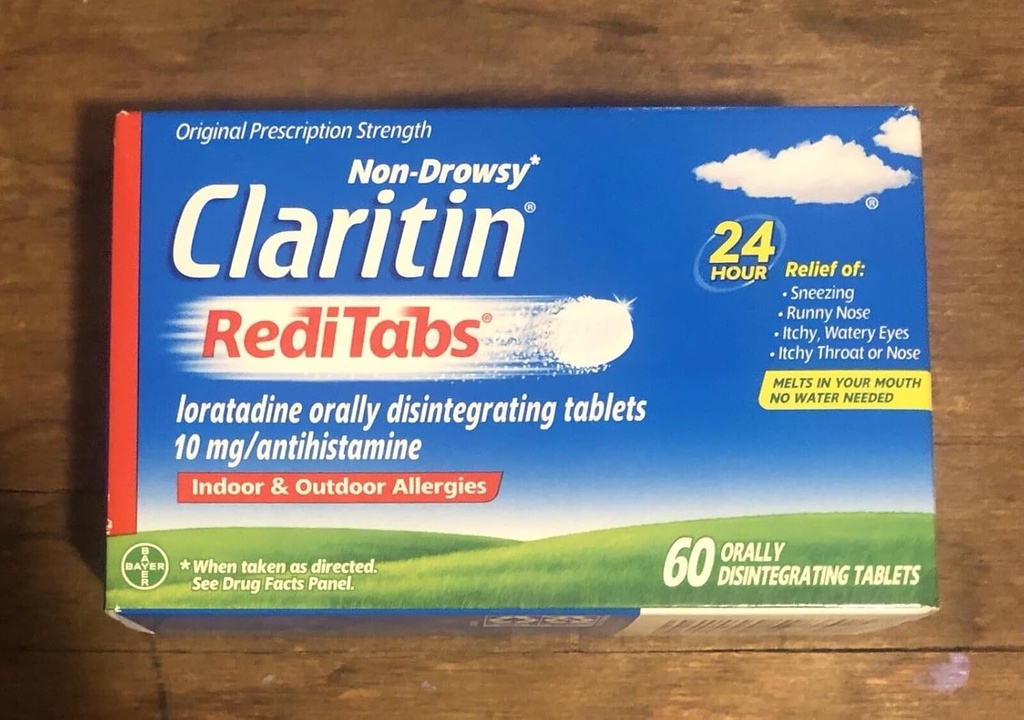 Original Prescription Strength
Non-Drowsy*
Claritin®
RediTabs®
loratadine orally disintegrating tablets
10 mg/antihistamine
Indoor & Outdoor Allergies
®
24
HOUR
Relief of:
• Sneezing
• Runny Nose
• Itchy, Watery Eyes
• Itchy Throat or Nose
MELTS IN YOUR MOUTH
NO WATER NEEDED
BAYER
BAYER
* When taken as directed.
See Drug Facts Panel.
60 ORALLY
DISINTEGRATING TABLETS